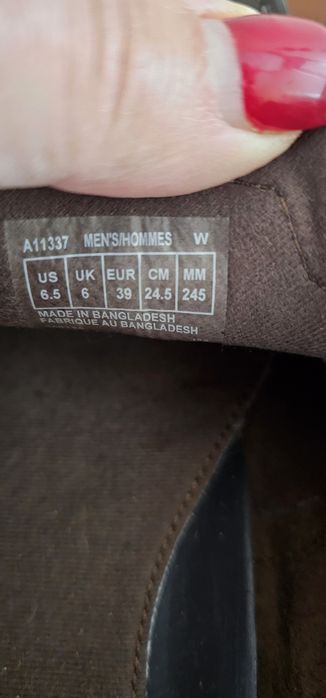 A11337 MEN'S/HOMMES W
US UK EUR CM MM
6.5 6 39 24.5 245
MADE IN BANGLADESH
FABRIQUE AU BANGLADESH